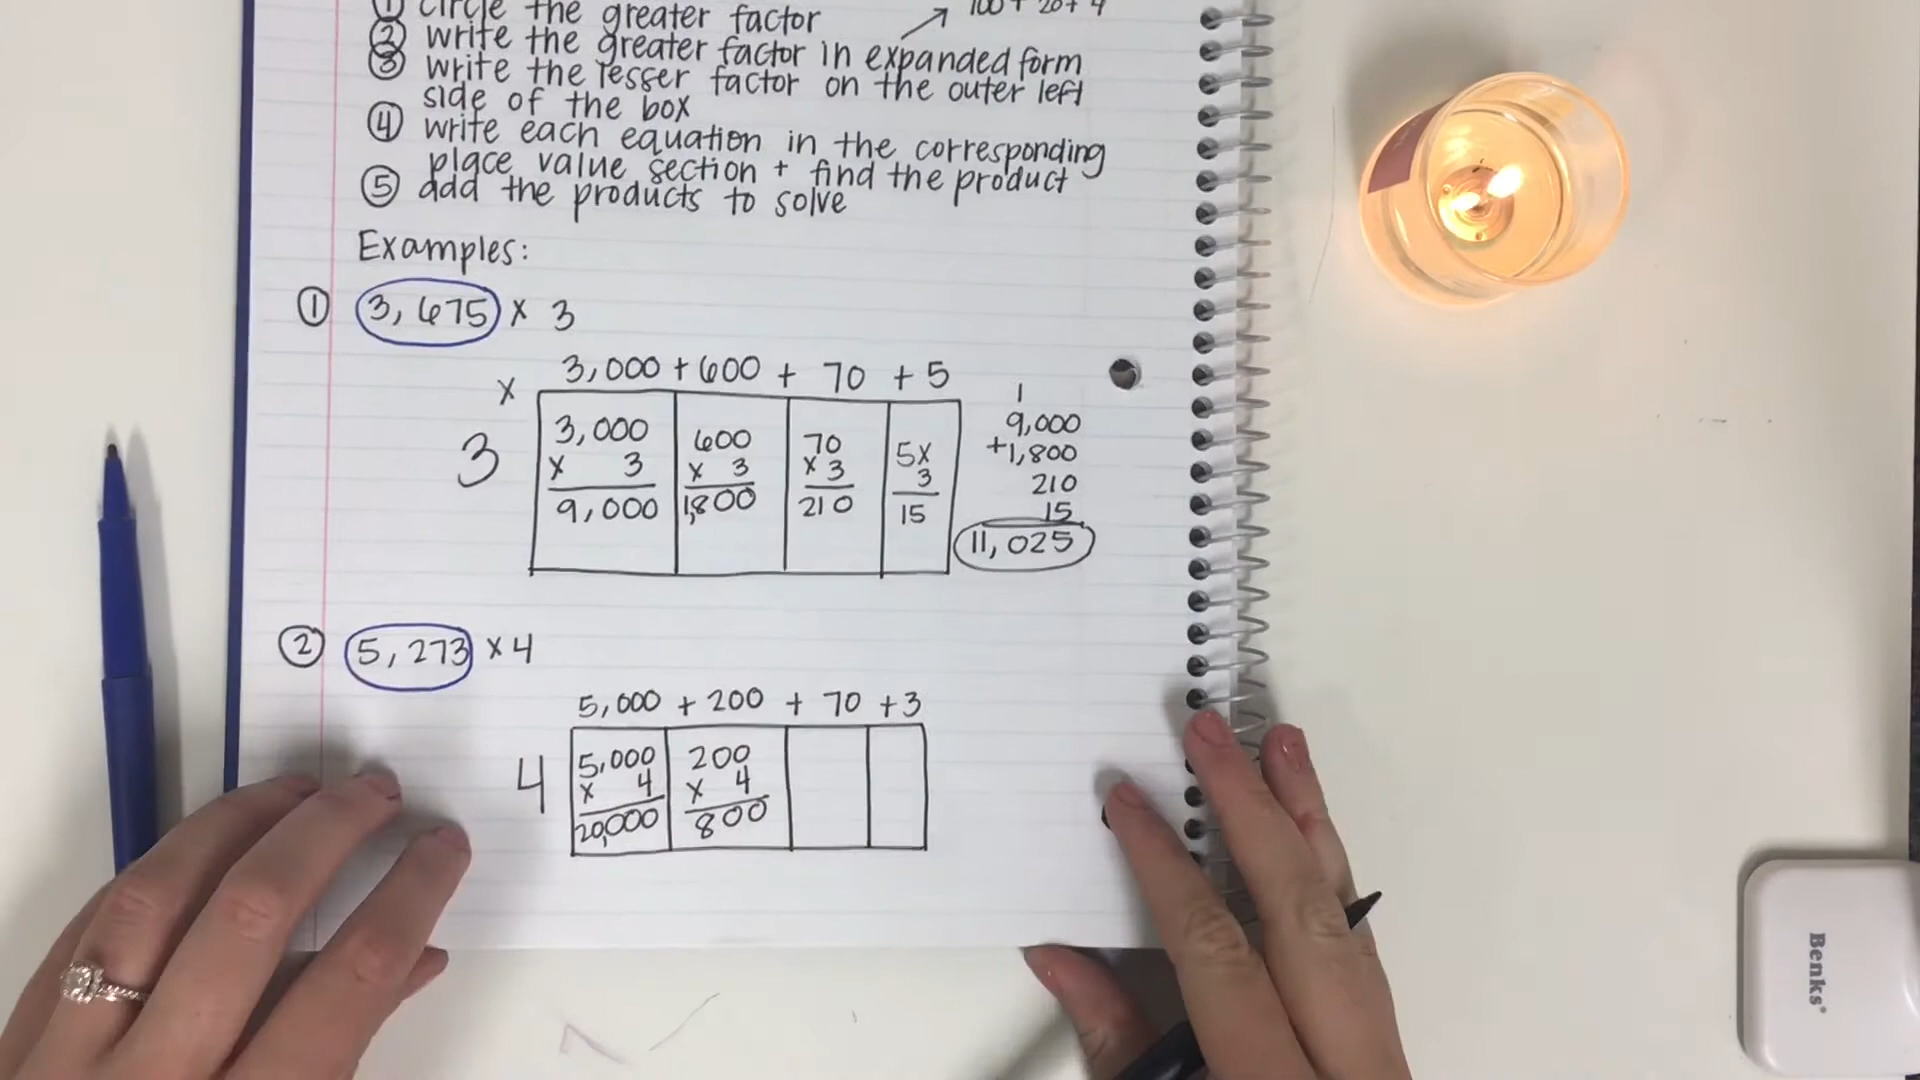 ① circle the greater factor
100 + 20 + 4
② write the greater factor in expanded form
③ write the lesser factor on the outer left
side of the box
④ write each equation in the corresponding
place value section + find the product
⑤ add the products to solve
Examples:
① 3,675 x 3
3,000 + 600 + 70 + 5
x
3
3,000
x 3
9,000
600
x 3
1,800
70
x 3
210
5x
3
15
1
9,000
+1,800
210
15
11,025
② 5,273 x 4
5,000 + 200 + 70 + 3
4
5,000
x 4
20,000
200
x 4
800
Benks®